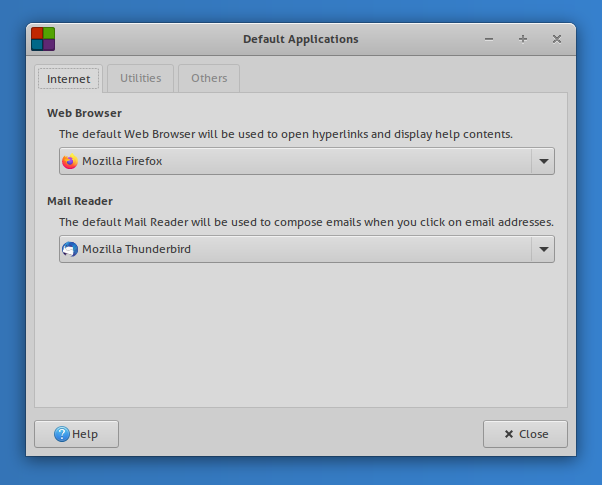 Default Applications
Internet
Utilities
Others
Web Browser
The default Web Browser will be used to open hyperlinks and display help contents.
Mozilla Firefox
Mail Reader
The default Mail Reader will be used to compose emails when you click on email addresses.
Mozilla Thunderbird
Help
Close